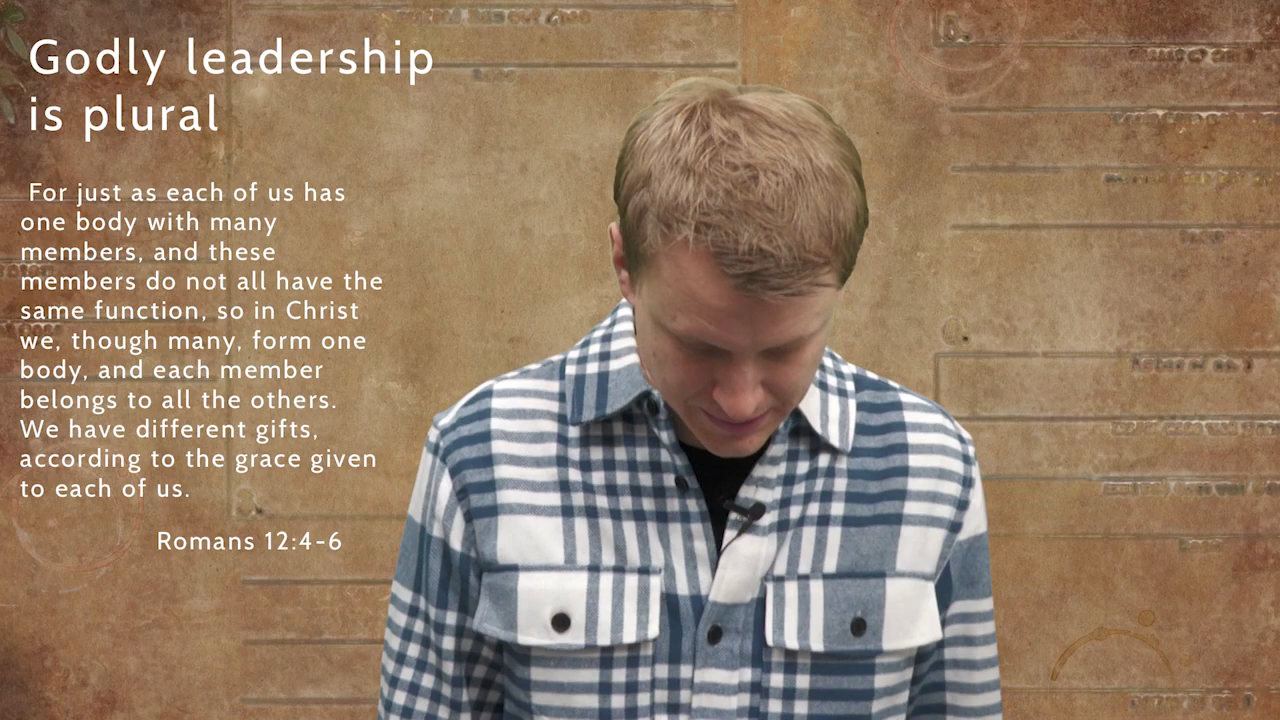 Godly leadership
is plural
For just as each of us has
one body with many
members, and these
members do not all have the
same function, so in Christ
we, though many, form one
body, and each member
belongs to all the others.
We have different gifts,
according to the grace given
to each of us.
Romans 12:4-6